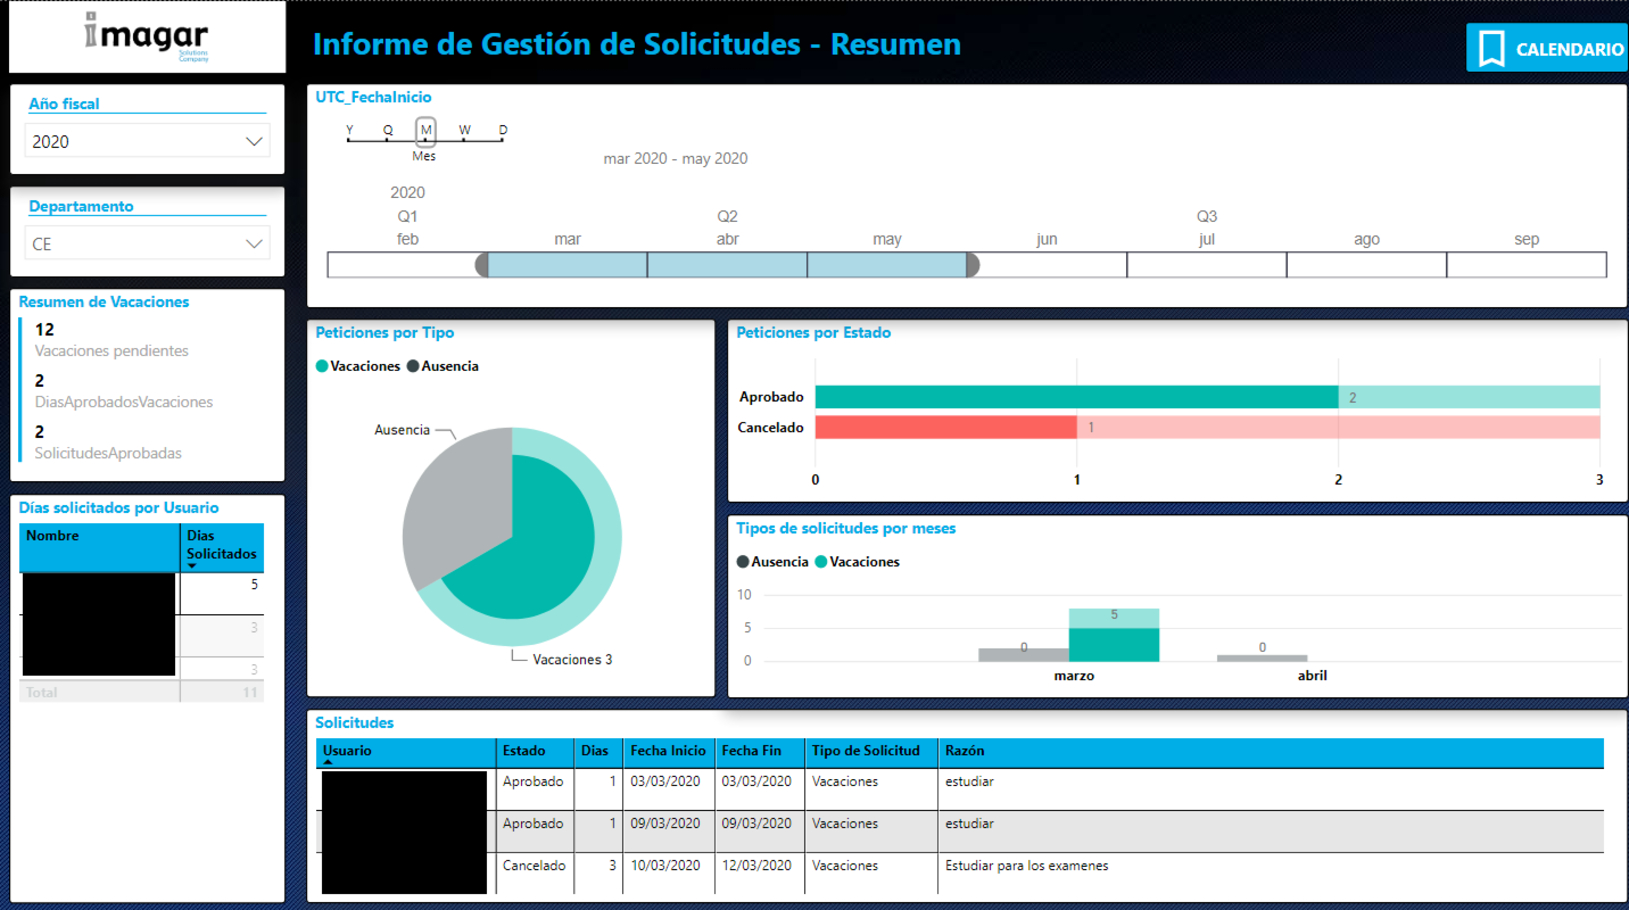 imagar
Solutions
Company
Informe de Gestión de Solicitudes - Resumen
CALENDARIO
Año fiscal
2020
Departamento
CE
Resumen de Vacaciones
12
Vacaciones pendientes
2
DiasAprobadosVacaciones
2
SolicitudesAprobadas
Días solicitados por Usuario
Nombre Dias Solicitados
5
3
3
Total 11
UTC_FechaInicio
Y Q M W D
Mes
mar 2020 - may 2020
2020
Q1 Q2 Q3
feb mar abr may jun jul ago sep
Peticiones por Tipo
Vacaciones Ausencia
Ausencia
Vacaciones 3
Peticiones por Estado
Aprobado 2
Cancelado 1
0 1 2 3
Tipos de solicitudes por meses
Ausencia Vacaciones
10
5
0
0 5 0
marzo abril
Solicitudes
Usuario Estado Dias Fecha Inicio Fecha Fin Tipo de Solicitud Razón
Aprobado 1 03/03/2020 03/03/2020 Vacaciones estudiar
Aprobado 1 09/03/2020 09/03/2020 Vacaciones estudiar
Cancelado 3 10/03/2020 12/03/2020 Vacaciones Estudiar para los examenes